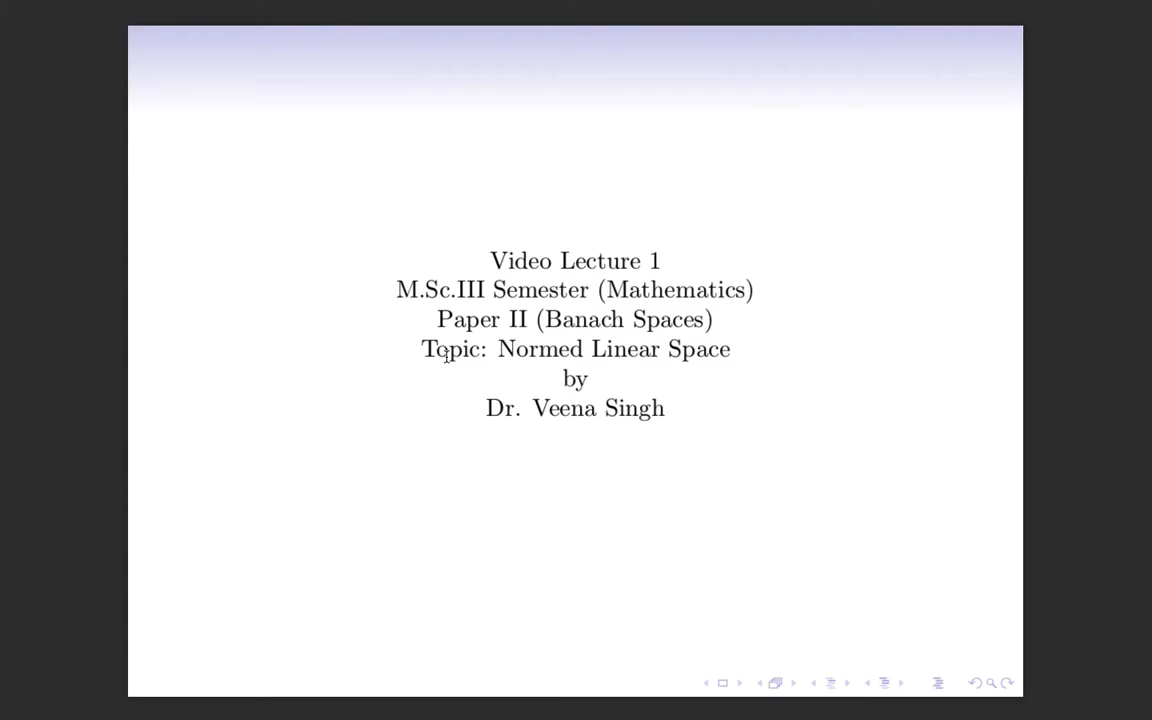 Video Lecture 1
M.Sc.III Semester (Mathematics)
Paper II (Banach Spaces)
Topic: Normed Linear Space
by
Dr. Veena Singh